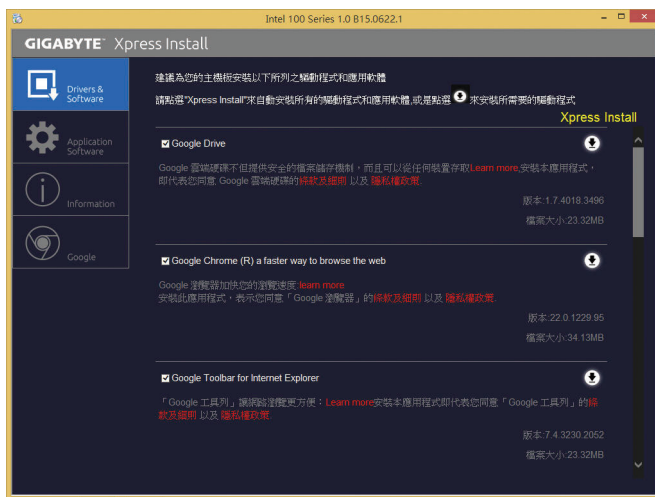 Intel 100 Series 1.0 B15.0622.1
GIGABYTE™ Xpress Install
Drivers &
Software
Application
Software
Information
Google
建議為您的主機板安裝以下所列之驅動程式和應用軟體
請點選"Xpress Install"來自動安裝所有的驅動程式和應用軟體,或是點選 來安裝所需要的驅動程式
Xpress Install
Google Drive
Google 雲端硬碟不但提供安全的檔案儲存機制，而且可以從任何裝置存取Learn more,安裝本應用程式，
即代表您同意 Google 雲端硬碟的條款及細則 以及 隱私權政策.
版本:1.7.4018.3496
檔案大小:23.32MB
Google Chrome (R) a faster way to browse the web
Google 瀏覽器加快您的瀏覽速度.learn more
安裝此應用程式，表示您同意「Google 瀏覽器」的條款及細則 以及 隱私權政策.
版本:22.0.1229.95
檔案大小:34.13MB
Google Toolbar for Internet Explorer
「Google 工具列」讓網路瀏覽更方便：Learn more安裝本應用程式即代表您同意「Google 工具列」的條
款及細則 以及 隱私權政策.
版本:7.4.3230.2052
檔案大小:23.32MB